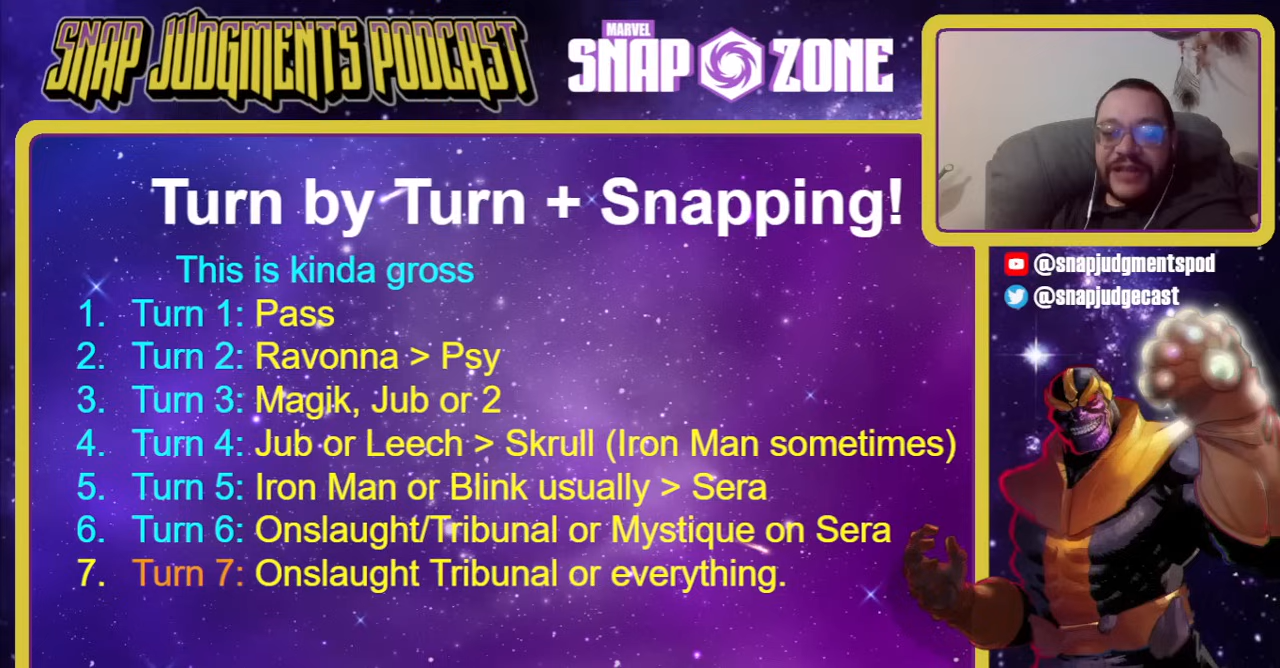 SNAP JUDGMENTS PODCAST
MARVEL
SNAP ZONE
Turn by Turn + Snapping!
This is kinda gross
1. Turn 1: Pass
2. Turn 2: Ravonna > Psy
3. Turn 3: Magik, Jub or 2
4. Turn 4: Jub or Leech > Skrull (Iron Man sometimes)
5. Turn 5: Iron Man or Blink usually > Sera
6. Turn 6: Onslaught/Tribunal or Mystique on Sera
7. Turn 7: Onslaught Tribunal or everything.
@snapjudgmentspod
@snapjudgecast